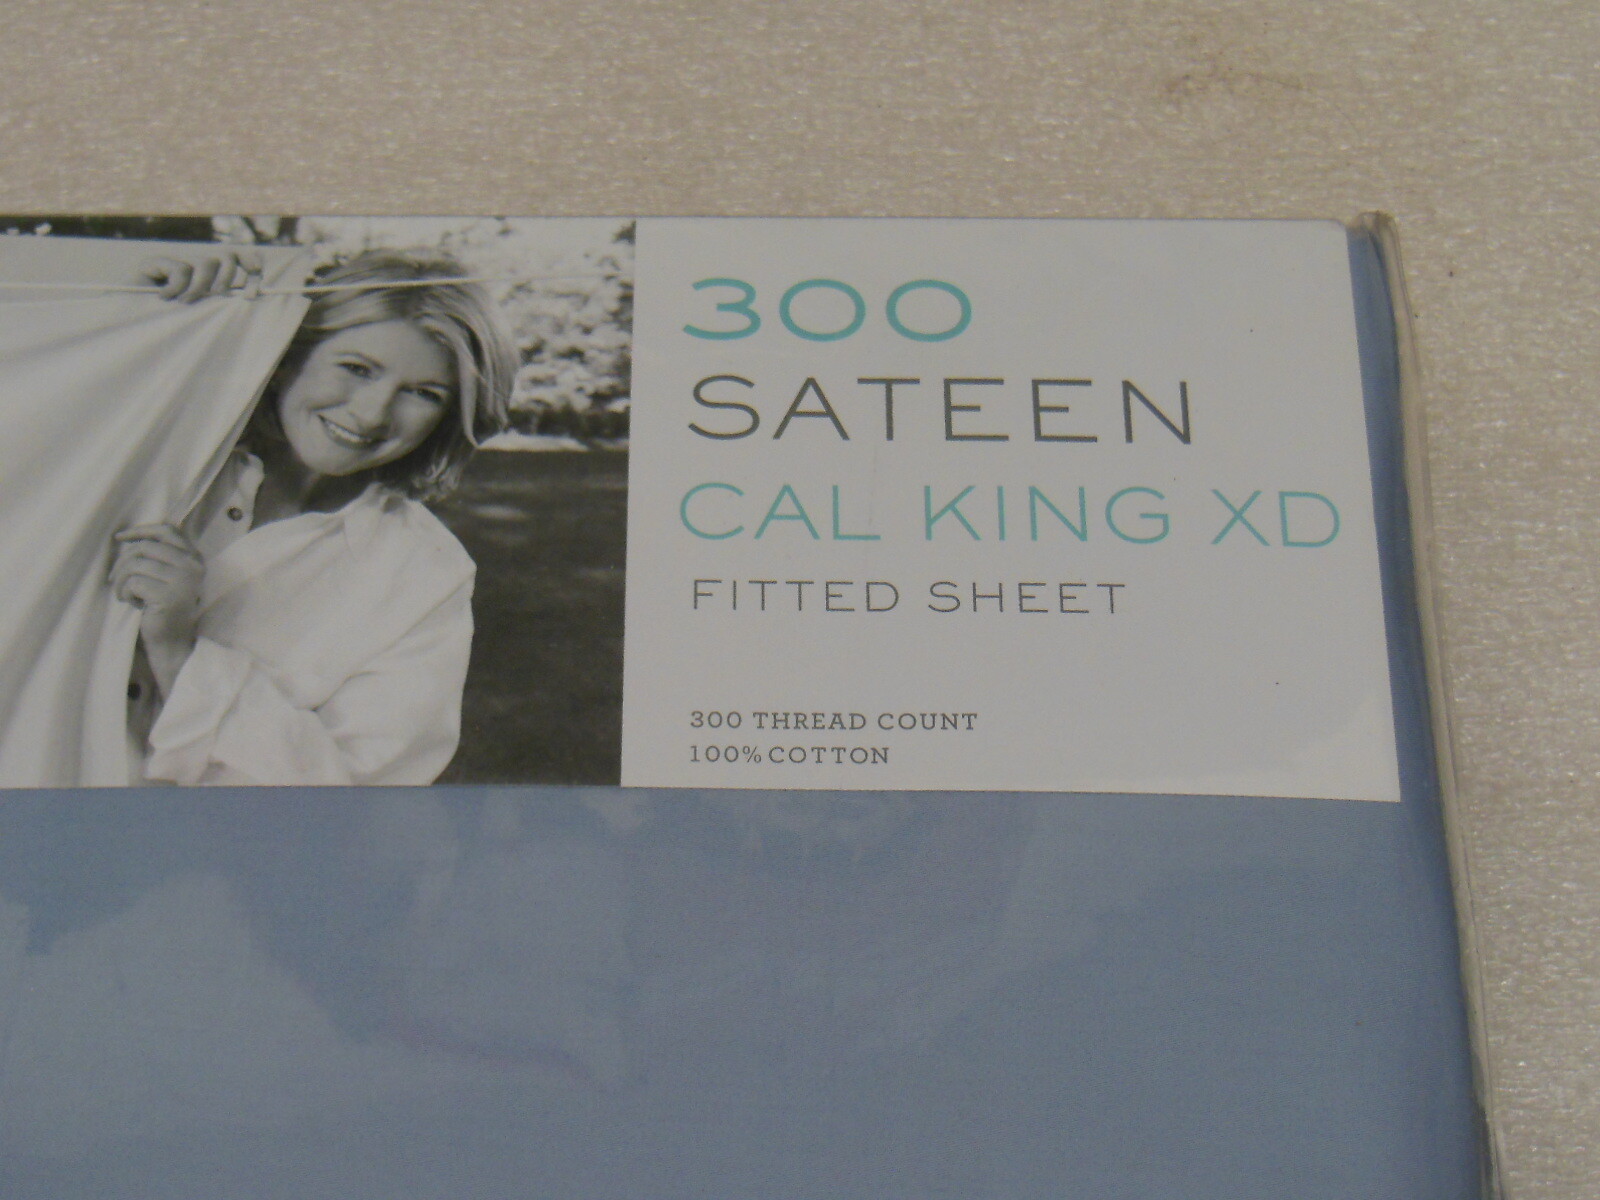 300
SATEEN
CAL KING XD
FITTED SHEET
300 THREAD COUNT
100% COTTON